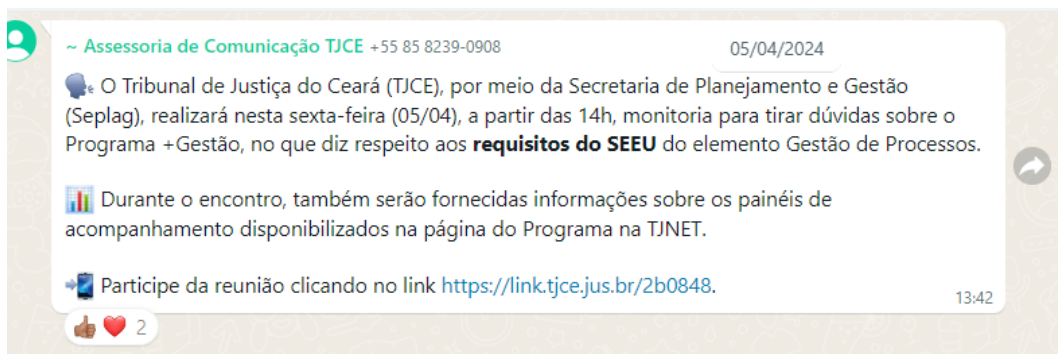 ~ Assessoria de Comunicação TJCE +55 85 8239-0908
05/04/2024
🗣️ O Tribunal de Justiça do Ceará (TJCE), por meio da Secretaria de Planejamento e Gestão
(Seplag), realizará nesta sexta-feira (05/04), a partir das 14h, monitoria para tirar dúvidas sobre o
Programa +Gestão, no que diz respeito aos requisitos do SEEU do elemento Gestão de Processos.
📊 Durante o encontro, também serão fornecidas informações sobre os painéis de
acompanhamento disponibilizados na página do Programa na TJNET.
📲 Participe da reunião clicando no link https://link.tjce.jus.br/2b0848.
13:42
👍🏾 ❤️ 2